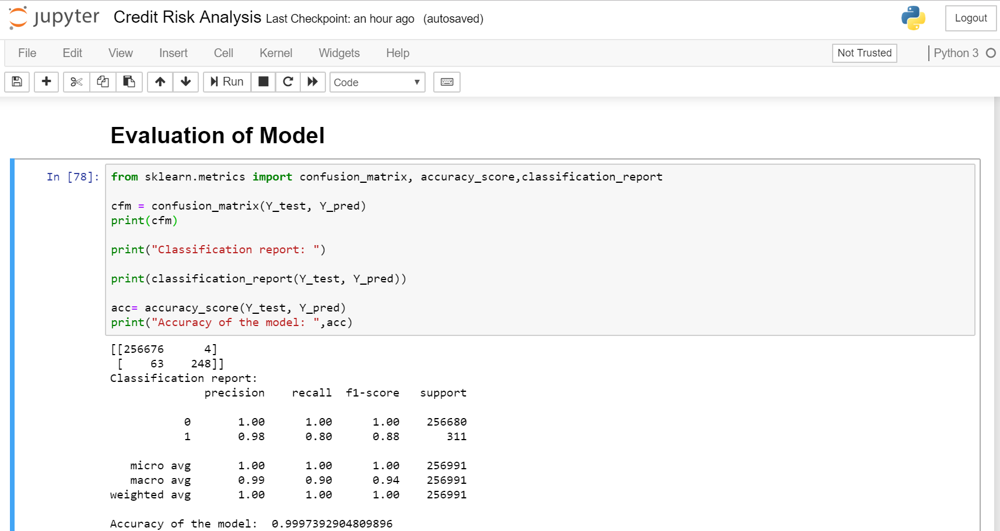 jupyter Credit Risk Analysis Last Checkpoint: an hour ago (autosaved)
Logout
File Edit View Insert Cell Kernel Widgets Help Not Trusted Python 3
Run Code
Evaluation of Model
In [78]: from sklearn.metrics import confusion_matrix, accuracy_score,classification_report
cfm = confusion_matrix(Y_test, Y_pred)
print(cfm)
print("Classification report: ")
print(classification_report(Y_test, Y_pred))
acc= accuracy_score(Y_test, Y_pred)
print("Accuracy of the model: ",acc)
[[256676      4]
 [    63    248]]
Classification report:
              precision    recall  f1-score   support
           0       1.00      1.00      1.00    256680
           1       0.98      0.80      0.88       311
   micro avg       1.00      1.00      1.00    256991
   macro avg       0.99      0.90      0.94    256991
weighted avg       1.00      1.00      1.00    256991
Accuracy of the model:  0.9997392904809896